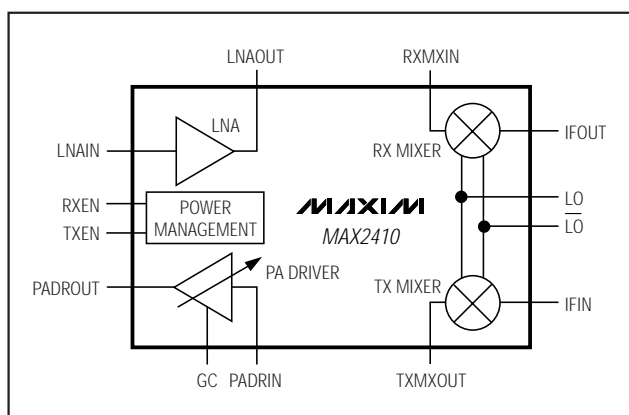 LNAOUT
RXMXIN
LNA
LNAIN
RX MIXER
IFOUT
RXEN
TXEN
POWER
MANAGEMENT
MAXIM
MAX2410
LO
L̅O̅
PADROUT
PA DRIVER
TX MIXER
IFIN
GC
PADRIN
TXMXOUT